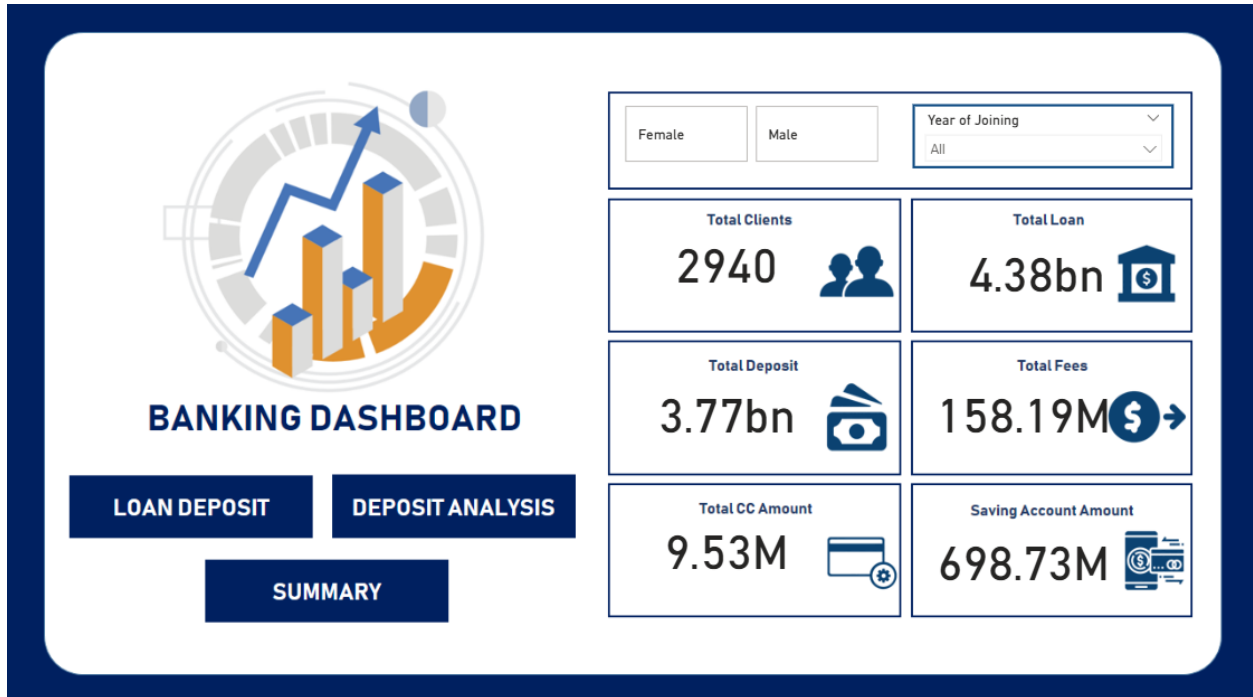 BANKING DASHBOARD
LOAN DEPOSIT
DEPOSIT ANALYSIS
SUMMARY
Female
Male
Year of Joining
All
Total Clients
2940
Total Loan
4.38bn
Total Deposit
3.77bn
Total Fees
158.19M
Total CC Amount
9.53M
Saving Account Amount
698.73M